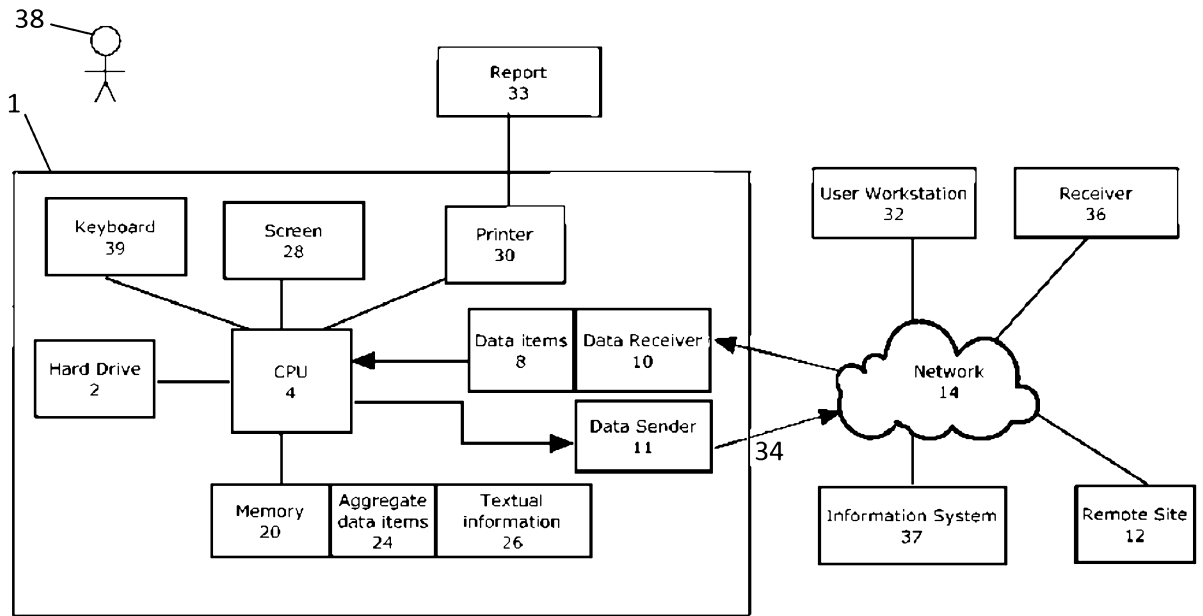 38
Report
33
1
User Workstation
32
Receiver
36
Keyboard
39
Screen
28
Printer
30
Data items
8
Data Receiver
10
Hard Drive
2
CPU
4
Network
14
Data Sender
11
34
Memory
20
Aggregate
data items
24
Textual
information
26
Information System
37
Remote Site
12